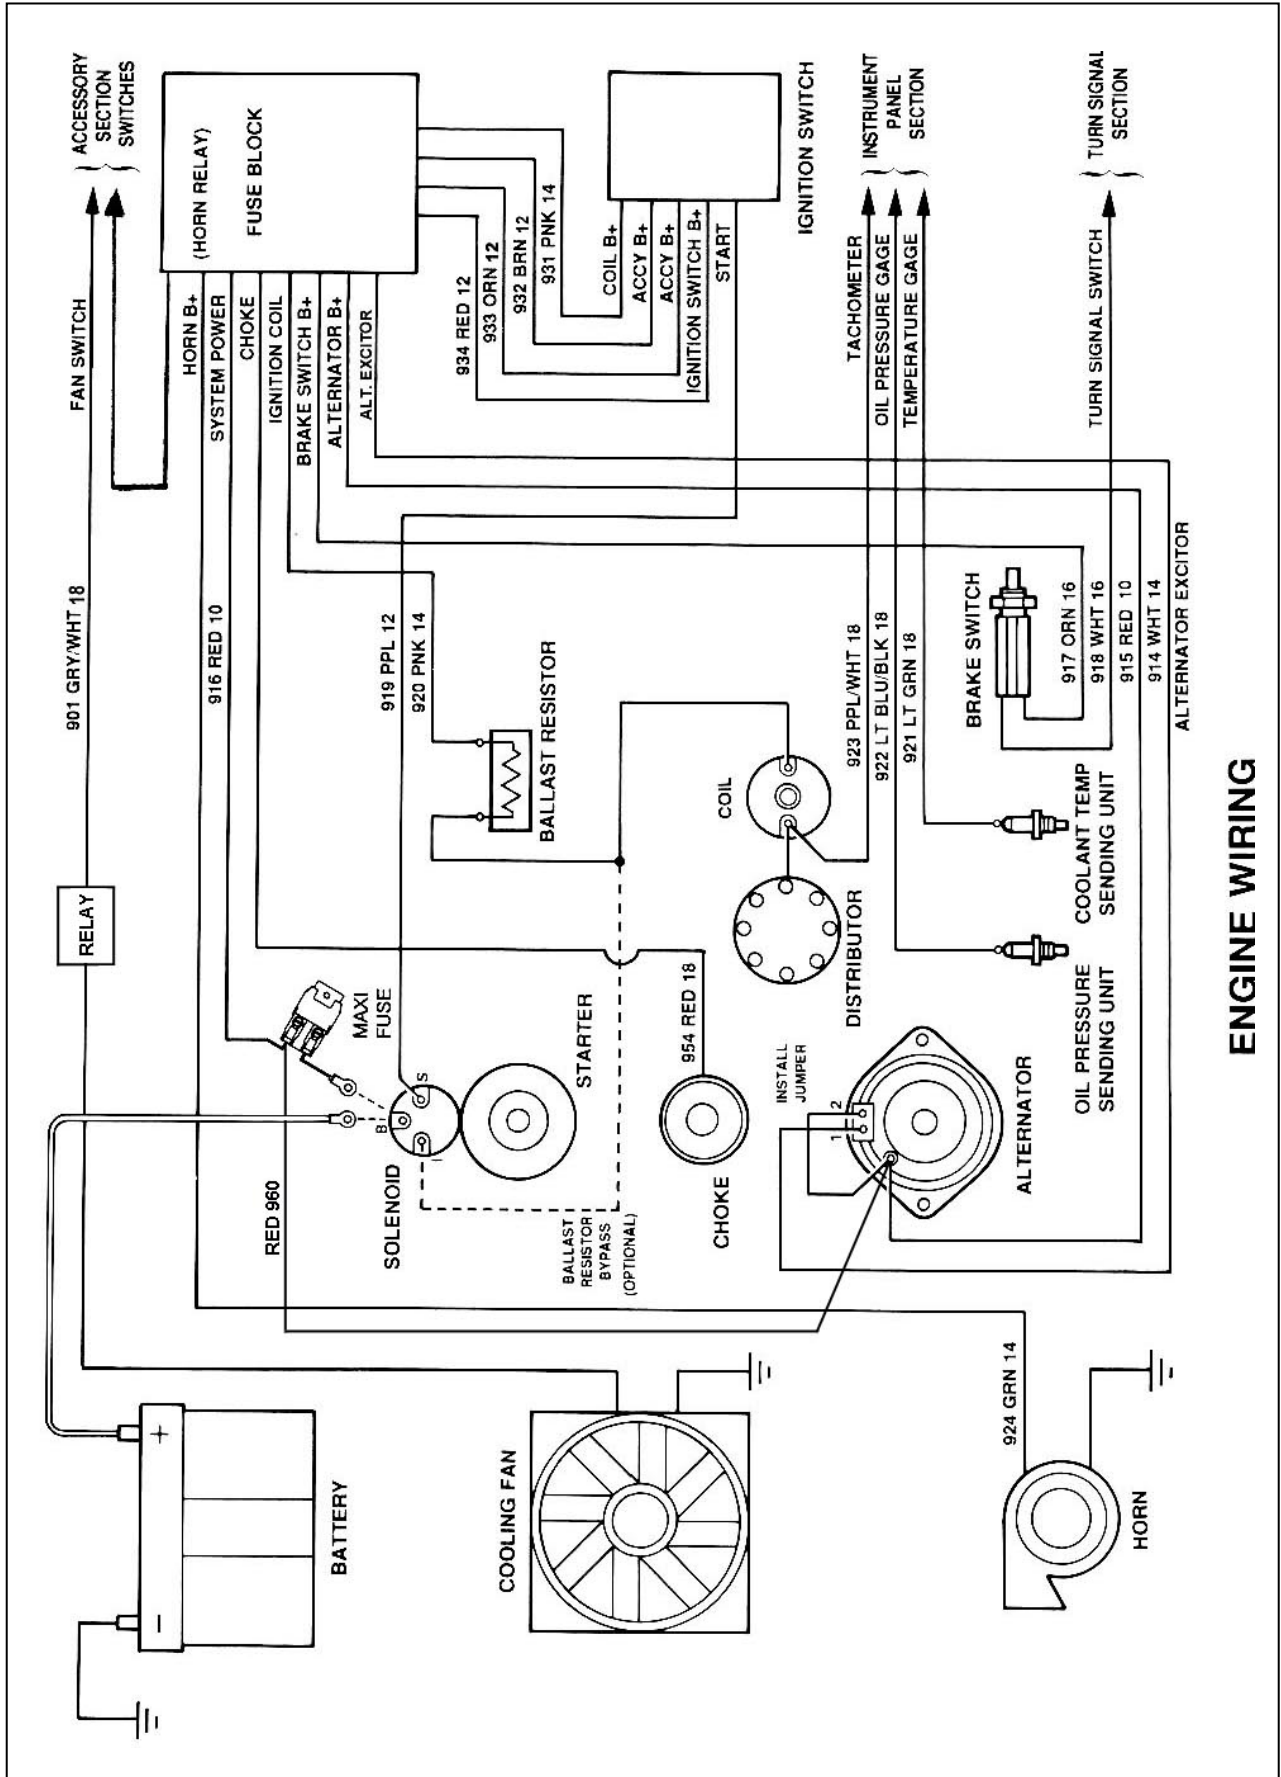 ACCESSORY
SECTION
SWITCHES
FAN SWITCH
901 GRY/WHT 18
RELAY
(HORN RELAY)
FUSE BLOCK
HORN B+
SYSTEM POWER
CHOKE
IGNITION COIL
BRAKE SWITCH B+
ALTERNATOR B+
ALT. EXCITOR
934 RED 12
933 ORN 12
932 BRN 12
931 PNK 14
COIL B+
ACCY B+
ACCY B+
IGNITION SWITCH B+
START
IGNITION SWITCH
INSTRUMENT
PANEL
SECTION
TACHOMETER
OIL PRESSURE GAGE
TEMPERATURE GAGE
TURN SIGNAL
SECTION
TURN SIGNAL SWITCH
916 RED 10
919 PPL 12
920 PNK 14
BALLAST RESISTOR
COIL
923 PPL/WHT 18
922 LT BLU/BLK 18
921 LT GRN 18
BRAKE SWITCH
917 ORN 16
918 WHT 16
915 RED 10
914 WHT 14
ALTERNATOR EXCITOR
MAXI
FUSE
STARTER
954 RED 18
DISTRIBUTOR
COOLANT TEMP
SENDING UNIT
OIL PRESSURE
SENDING UNIT
RED 960
SOLENOID
B
S
I
BALLAST
RESISTOR
BYPASS
(OPTIONAL)
CHOKE
INSTALL
JUMPER
1 2
ALTERNATOR
+
-
BATTERY
COOLING FAN
924 GRN 14
HORN
ENGINE WIRING